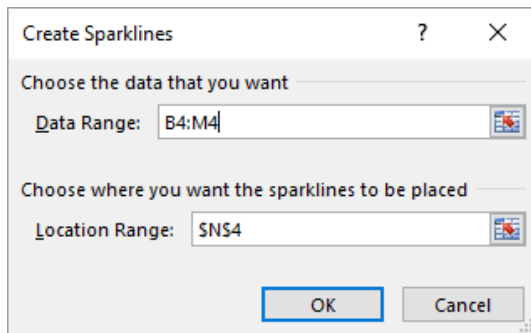 Create Sparklines ? ×
Choose the data that you want
Data Range: B4:M4
Choose where you want the sparklines to be placed
Location Range: $N$4
OK Cancel